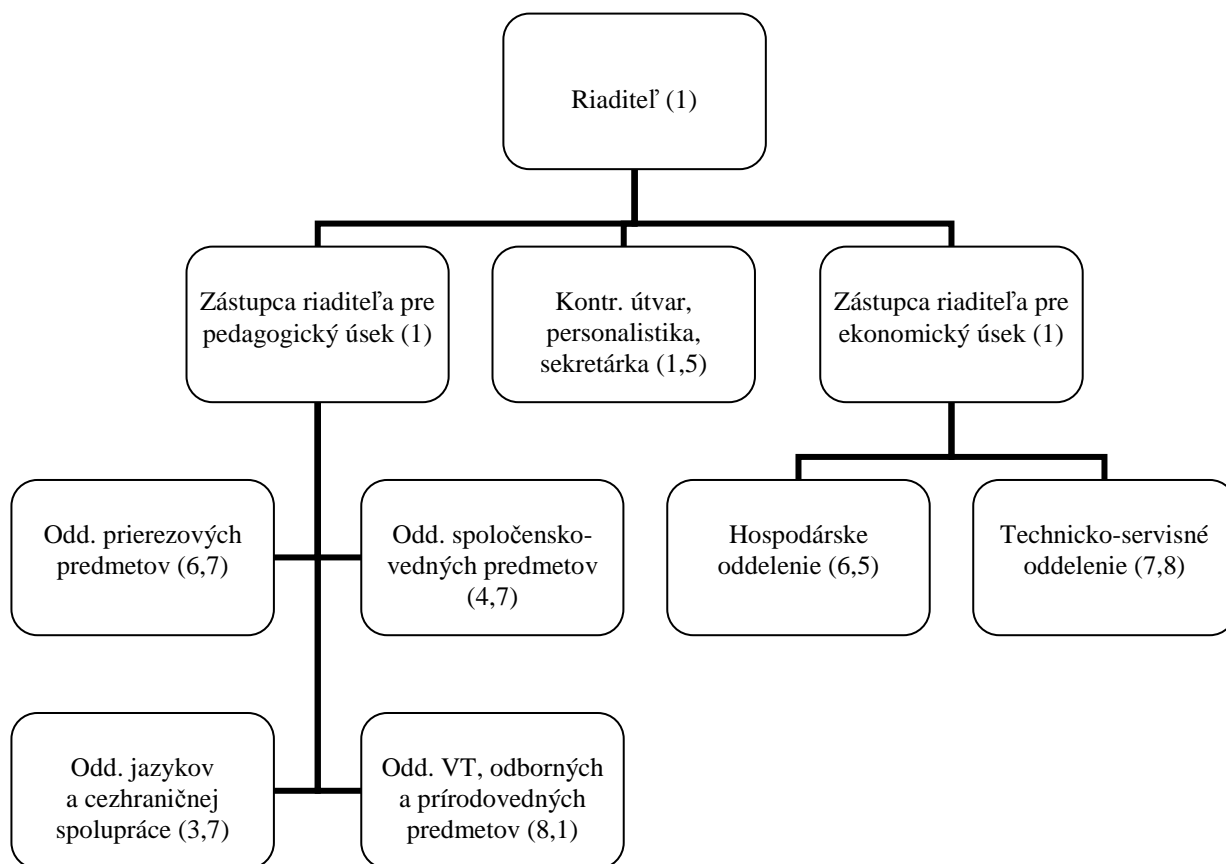 Riaditeľ (1)
Zástupca riaditeľa pre
pedagogický úsek (1)
Kontr. útvar,
personalistika,
sekretárka (1,5)
Zástupca riaditeľa pre
ekonomický úsek (1)
Odd. prierezových
predmetov (6,7)
Odd. spoločensko-
vedných predmetov
(4,7)
Hospodárske
oddelenie (6,5)
Technicko-servisné
oddelenie (7,8)
Odd. jazykov
a cezhraničnej
spolupráce (3,7)
Odd. VT, odborných
a prírodovedných
predmetov (8,1)